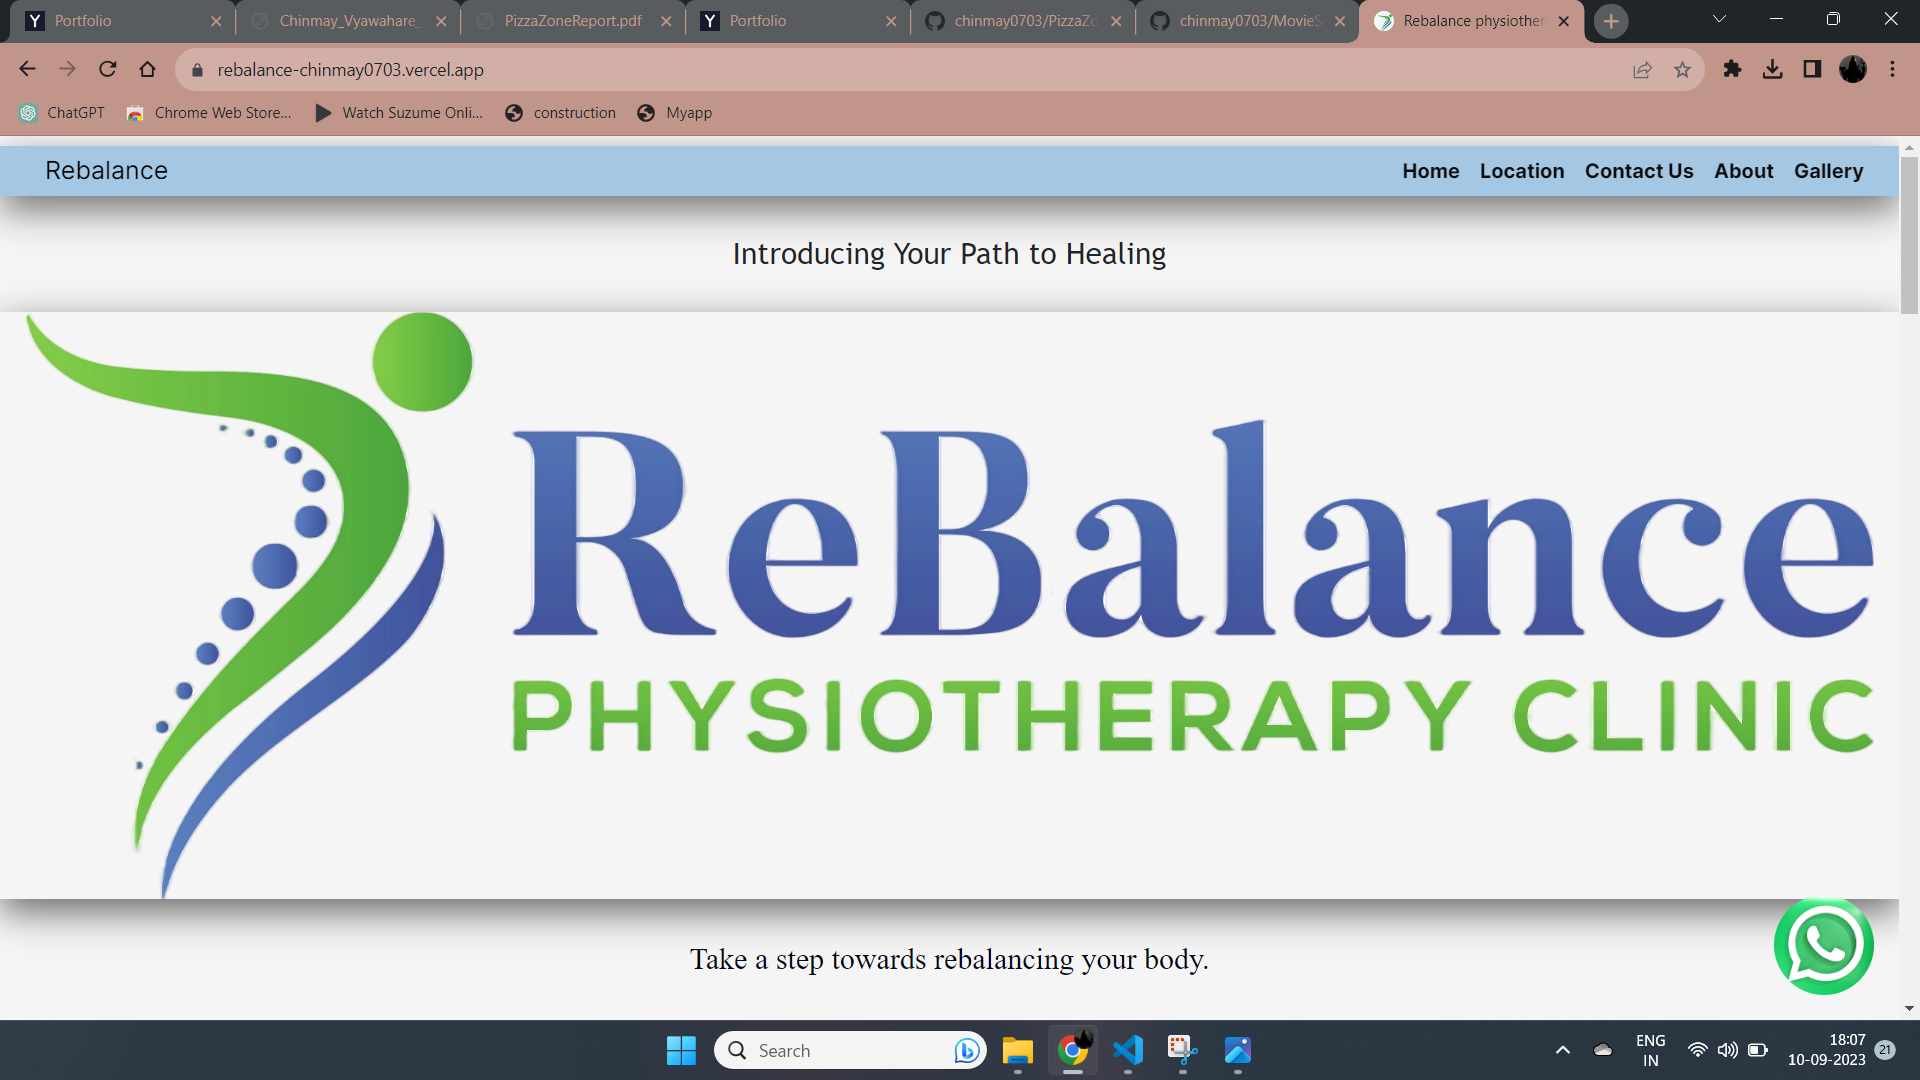 Portfolio
Chinmay_Vyawahare_
PizzaZoneReport.pdf
Portfolio
chinmay0703/PizzaZo
chinmay0703/MovieS
Rebalance physiother
rebalance-chinmay0703.vercel.app
ChatGPT
Chrome Web Store...
Watch Suzume Onli...
construction
Myapp
Rebalance
Home
Location
Contact Us
About
Gallery
Introducing Your Path to Healing
ReBalance
PHYSIOTHERAPY CLINIC
Take a step towards rebalancing your body.
Search
ENG
IN
18:07
10-09-2023
21